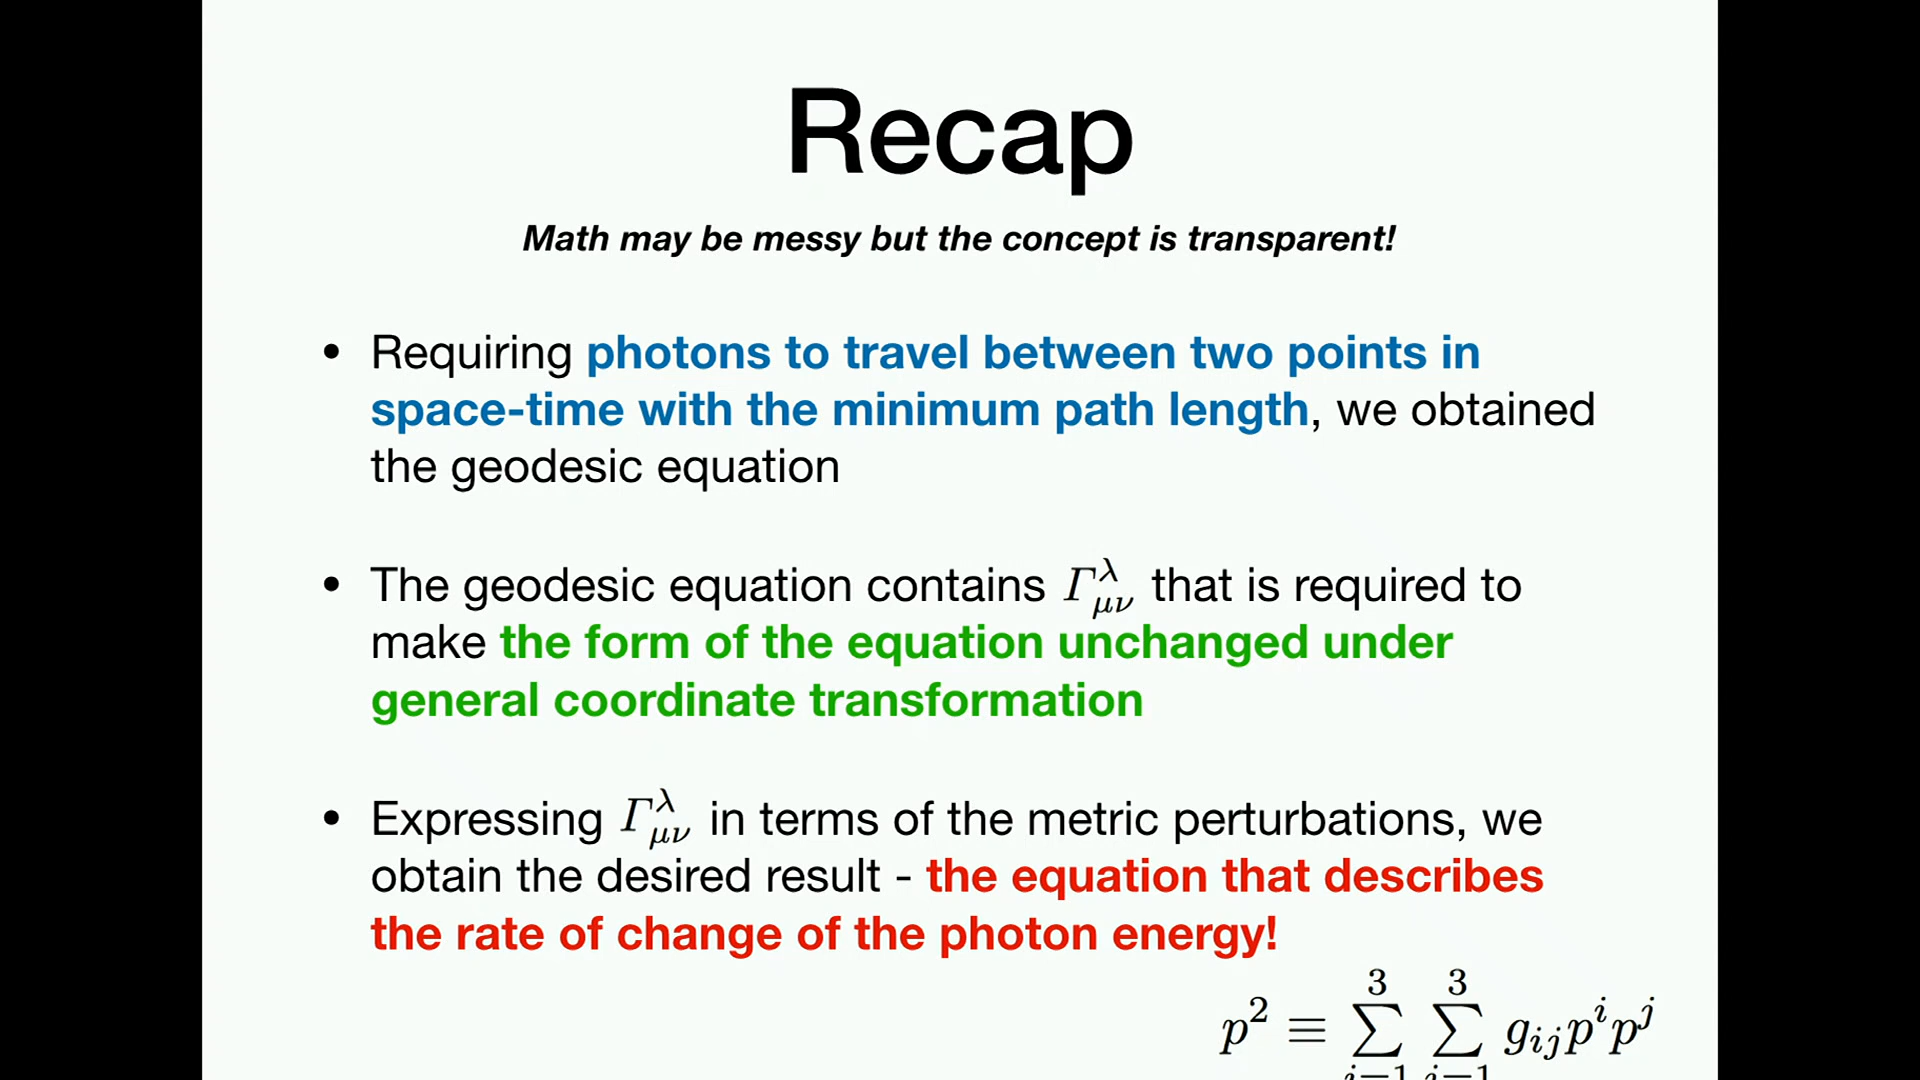 Recap
Math may be messy but the concept is transparent!
• Requiring photons to travel between two points in
space-time with the minimum path length, we obtained
the geodesic equation
• The geodesic equation contains Γ^λ_μν that is required to
make the form of the equation unchanged under
general coordinate transformation
• Expressing Γ^λ_μν in terms of the metric perturbations, we
obtain the desired result - the equation that describes
the rate of change of the photon energy!
p² ≡ ∑_{i=1}^{3} ∑_{j=1}^{3} g_ij p^i p^j